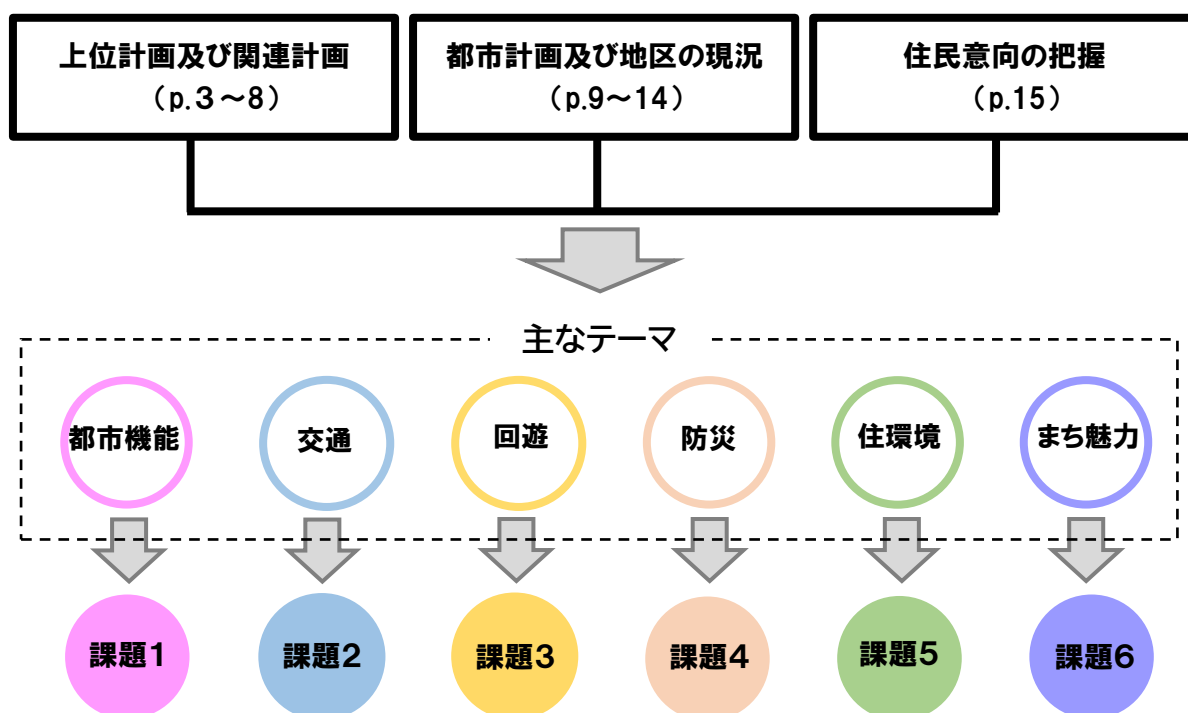 上位計画及び関連計画
（p.３～8）
都市計画及び地区の現況
（p.9～14）
住民意向の把握
（p.15）
主なテーマ
都市機能
交通
回遊
防災
住環境
まち魅力
課題1
課題2
課題3
課題4
課題5
課題6